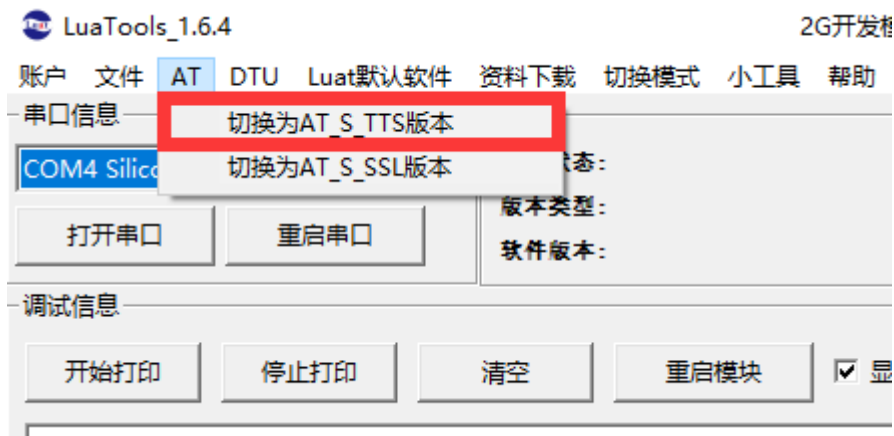 LuaTools_1.6.4 2G开发
账户 文件 AT DTU Luat默认软件 资料下载 切换模式 小工具 帮助
串口信息 切换为AT_S_TTS版本
COM4 Silic 切换为AT_S_SSL版本 态:
版本类型:
打开串口 重启串口 软件版本:
调试信息
开始打印 停止打印 清空 重启模块 显